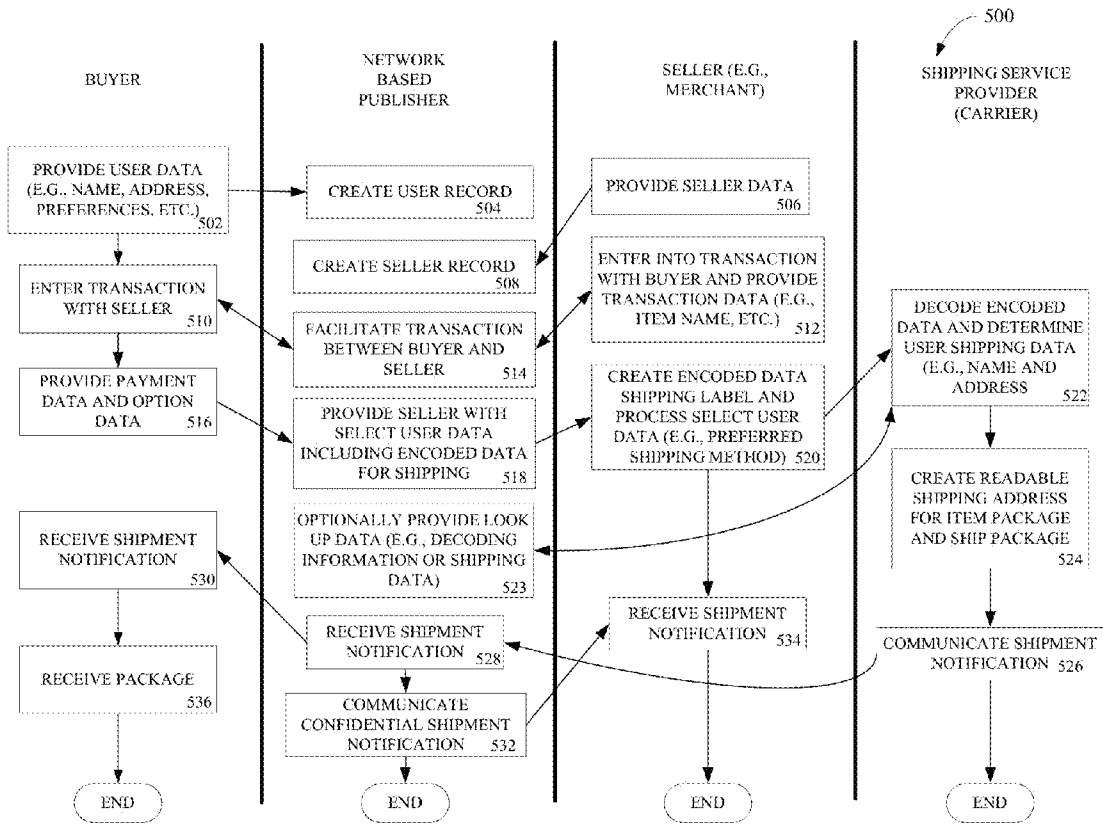 500
BUYER
NETWORK
BASED
PUBLISHER
SELLER (E.G.,
MERCHANT)
SHIPPING SERVICE
PROVIDER
(CARRIER)
PROVIDE USER DATA
(E.G., NAME, ADDRESS,
PREFERENCES, ETC.)
502
CREATE USER RECORD
504
PROVIDE SELLER DATA
506
CREATE SELLER RECORD
508
ENTER TRANSACTION
WITH SELLER
510
ENTER INTO TRANSACTION
WITH BUYER AND PROVIDE
TRANSACTION DATA (E.G.,
ITEM NAME, ETC.)
512
FACILITATE TRANSACTION
BETWEEN BUYER AND
SELLER
514
PROVIDE PAYMENT
DATA AND OPTION
DATA
516
PROVIDE SELLER WITH
SELECT USER DATA
INCLUDING ENCODED DATA
FOR SHIPPING
518
CREATE ENCODED DATA
SHIPPING LABEL AND
PROCESS SELECT USER
DATA (E.G., PREFERRED
SHIPPING METHOD)
520
DECODE ENCODED
DATA AND DETERMINE
USER SHIPPING DATA
(E.G., NAME AND
ADDRESS
522
OPTIONALLY PROVIDE LOOK
UP DATA (E.G., DECODING
INFORMATION OR SHIPPING
DATA)
523
CREATE READABLE
SHIPPING ADDRESS
FOR ITEM PACKAGE
AND SHIP PACKAGE
524
COMMUNICATE SHIPMENT
NOTIFICATION
526
RECEIVE SHIPMENT
NOTIFICATION
528
RECEIVE SHIPMENT
NOTIFICATION
530
COMMUNICATE
CONFIDENTIAL SHIPMENT
NOTIFICATION
532
RECEIVE SHIPMENT
NOTIFICATION
534
RECEIVE PACKAGE
536
END
END
END
END